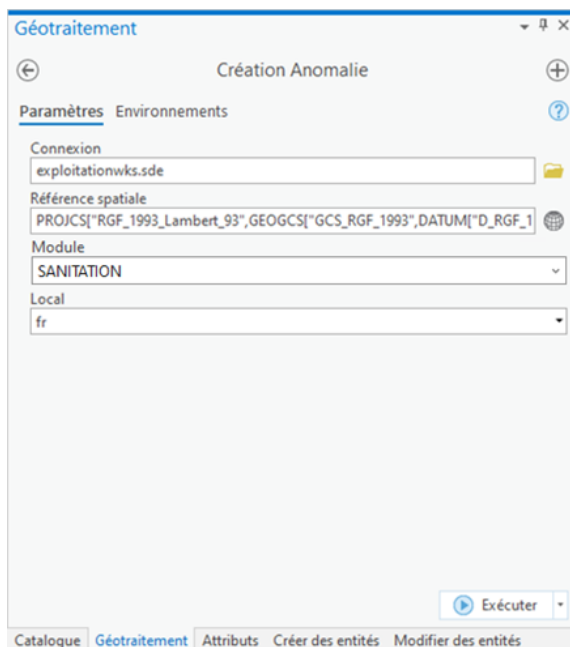 Géotraitement
Création Anomalie
Paramètres Environnements
Connexion
exploitationwks.sde
Référence spatiale
PROJCS["RGF_1993_Lambert_93",GEOGCS["GCS_RGF_1993",DATUM["D_RGF_1
Module
SANITATION
Local
fr
Exécuter
Catalogue Géotraitement Attributs Créer des entités Modifier des entités